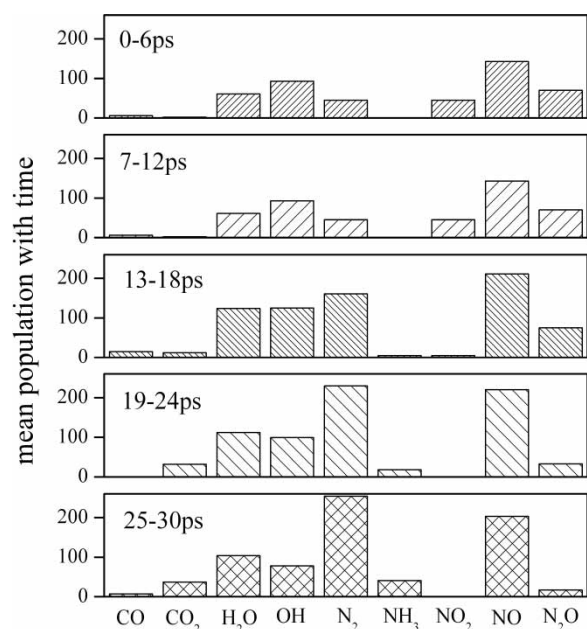 mean population with time
0-6ps
200
100
0
7-12ps
200
100
0
13-18ps
200
100
0
19-24ps
200
100
0
25-30ps
200
100
0
CO CO₂ H₂O OH N₂ NH₃ NO₂ NO N₂O